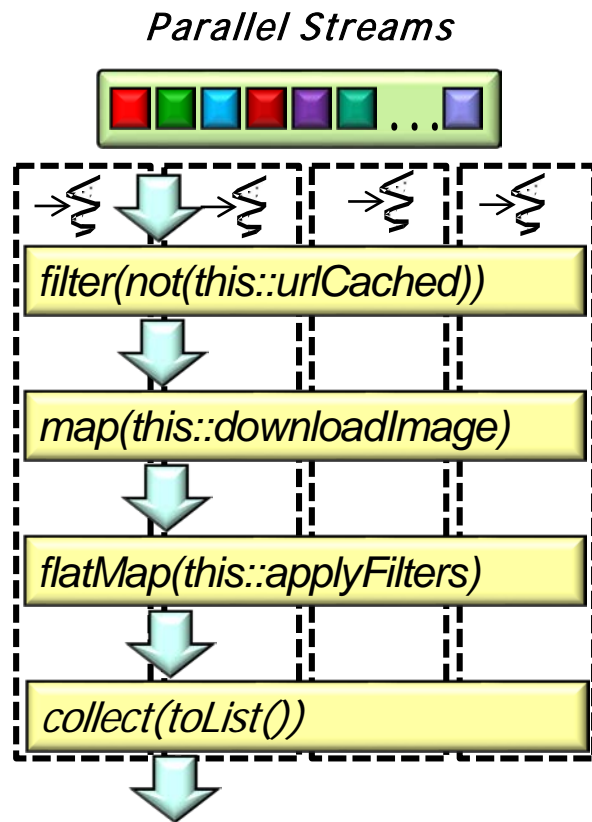 Parallel Streams
...
filter(not(this::urlCached))
map(this::downloadImage)
flatMap(this::applyFilters)
collect(toList())